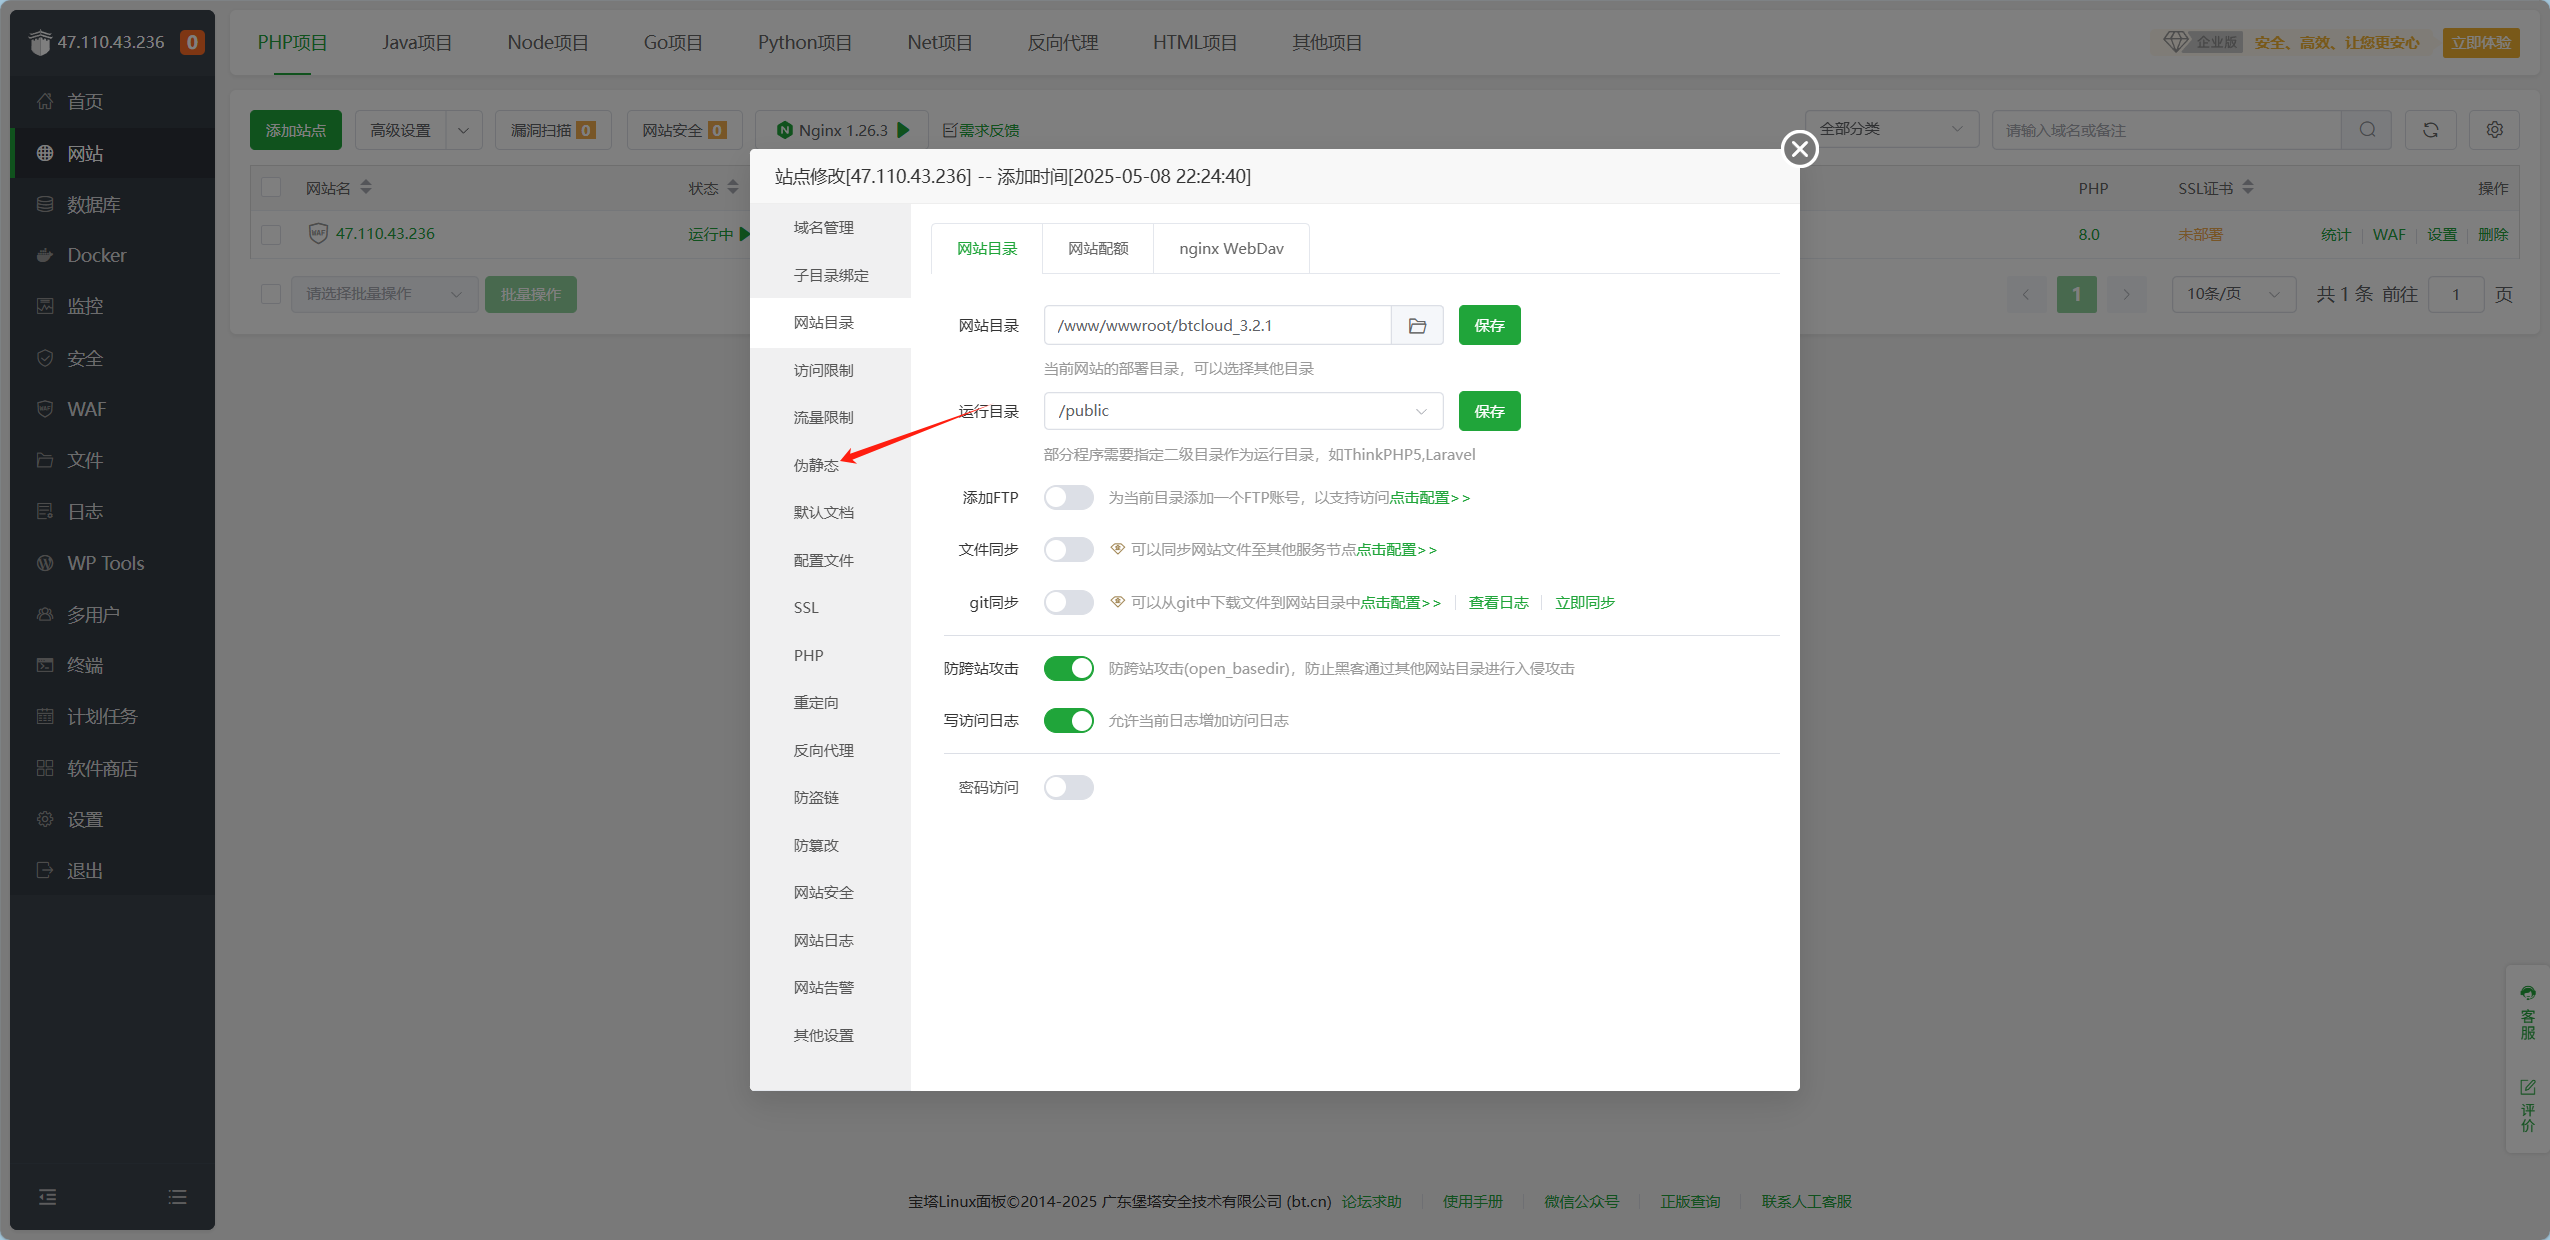 47.110.43.236 0
首页
网站
数据库
Docker
监控
安全
WAF
文件
日志
WP Tools
多用户
终端
计划任务
软件商店
设置
退出
PHP项目 Java项目 Node项目 Go项目 Python项目 Net项目 反向代理 HTML项目 其他项目
企业版 安全、高效、让您更安心 立即体验
添加站点 高级设置 漏洞扫描 0 网站安全 0 Nginx 1.26.3 需求反馈 全部分类 请输入域名或备注
网站名 状态 PHP SSL证书 操作
WAF 47.110.43.236 运行中 8.0 未部署 统计 WAF 设置 删除
请选择批量操作 批量操作 1 10条/页 共 1 条 前往 1 页
站点修改[47.110.43.236] -- 添加时间[2025-05-08 22:24:40]
域名管理
子目录绑定
网站目录
访问限制
流量限制
伪静态
默认文档
配置文件
SSL
PHP
重定向
反向代理
防盗链
防篡改
网站安全
网站日志
网站告警
其他设置
网站目录 网站配额 nginx WebDav
网站目录 /www/wwwroot/btcloud_3.2.1 保存
当前网站的部署目录，可以选择其他目录
运行目录 /public 保存
部分程序需要指定二级目录作为运行目录，如ThinkPHP5,Laravel
添加FTP 为当前目录添加一个FTP账号，以支持访问点击配置>>
文件同步 可以同步网站文件至其他服务节点点击配置>>
git同步 可以从git中下载文件到网站目录中点击配置>> 查看日志 立即同步
防跨站攻击 防跨站攻击(open_basedir)，防止黑客通过其他网站目录进行入侵攻击
写访问日志 允许当前日志增加访问日志
密码访问
客服
评价
宝塔Linux面板©2014-2025 广东堡塔安全技术有限公司 (bt.cn) 论坛求助 使用手册 微信公众号 正版查询 联系人工客服